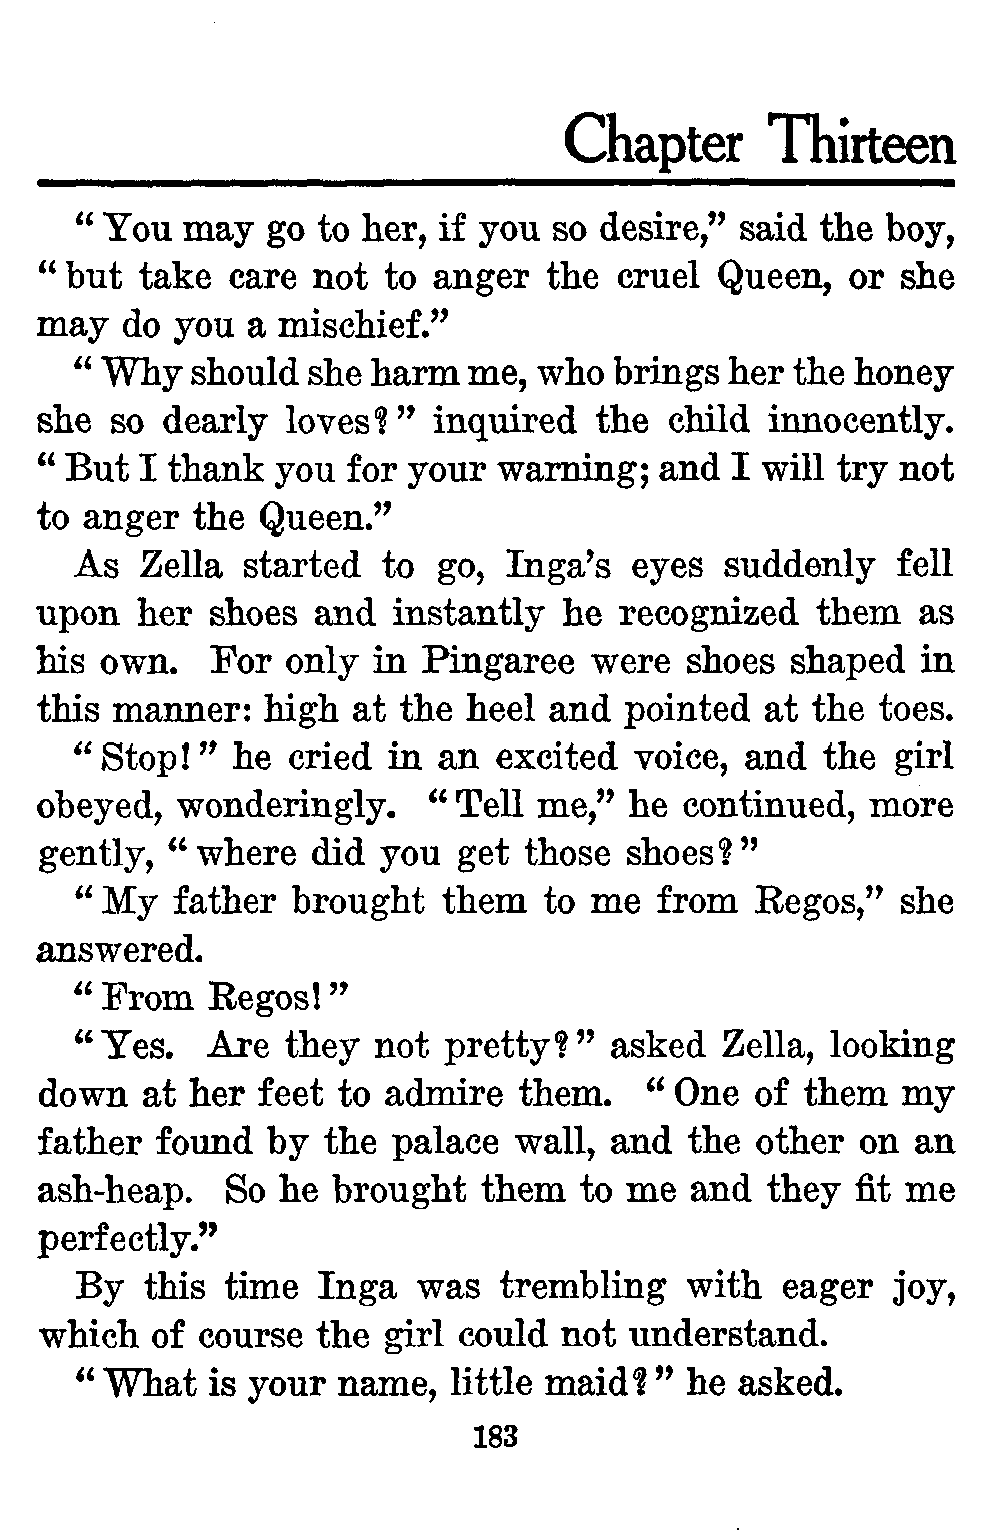 Chapter Thirteen
“ You may go to her, if you so desire,” said the boy,
“ but take care not to anger the cruel Queen, or she
may do you a mischief.”
“ Why should she harm me, who brings her the honey
she so dearly loves? ” inquired the child innocently.
“ But I thank you for your warning; and I will try not
to anger the Queen.”
As Zella started to go, Inga’s eyes suddenly fell
upon her shoes and instantly he recognized them as
his own. For only in Pingaree were shoes shaped in
this manner: high at the heel and pointed at the toes.
“ Stop! ” he cried in an excited voice, and the girl
obeyed, wonderingly. “ Tell me,” he continued, more
gently, “ where did you get those shoes? ”
“ My father brought them to me from Regos,” she
answered.
“ From Regos! ”
“ Yes. Are they not pretty? ” asked Zella, looking
down at her feet to admire them. “ One of them my
father found by the palace wall, and the other on an
ash-heap. So he brought them to me and they fit me
perfectly.”
By this time Inga was trembling with eager joy,
which of course the girl could not understand.
“ What is your name, little maid? ” he asked.
183